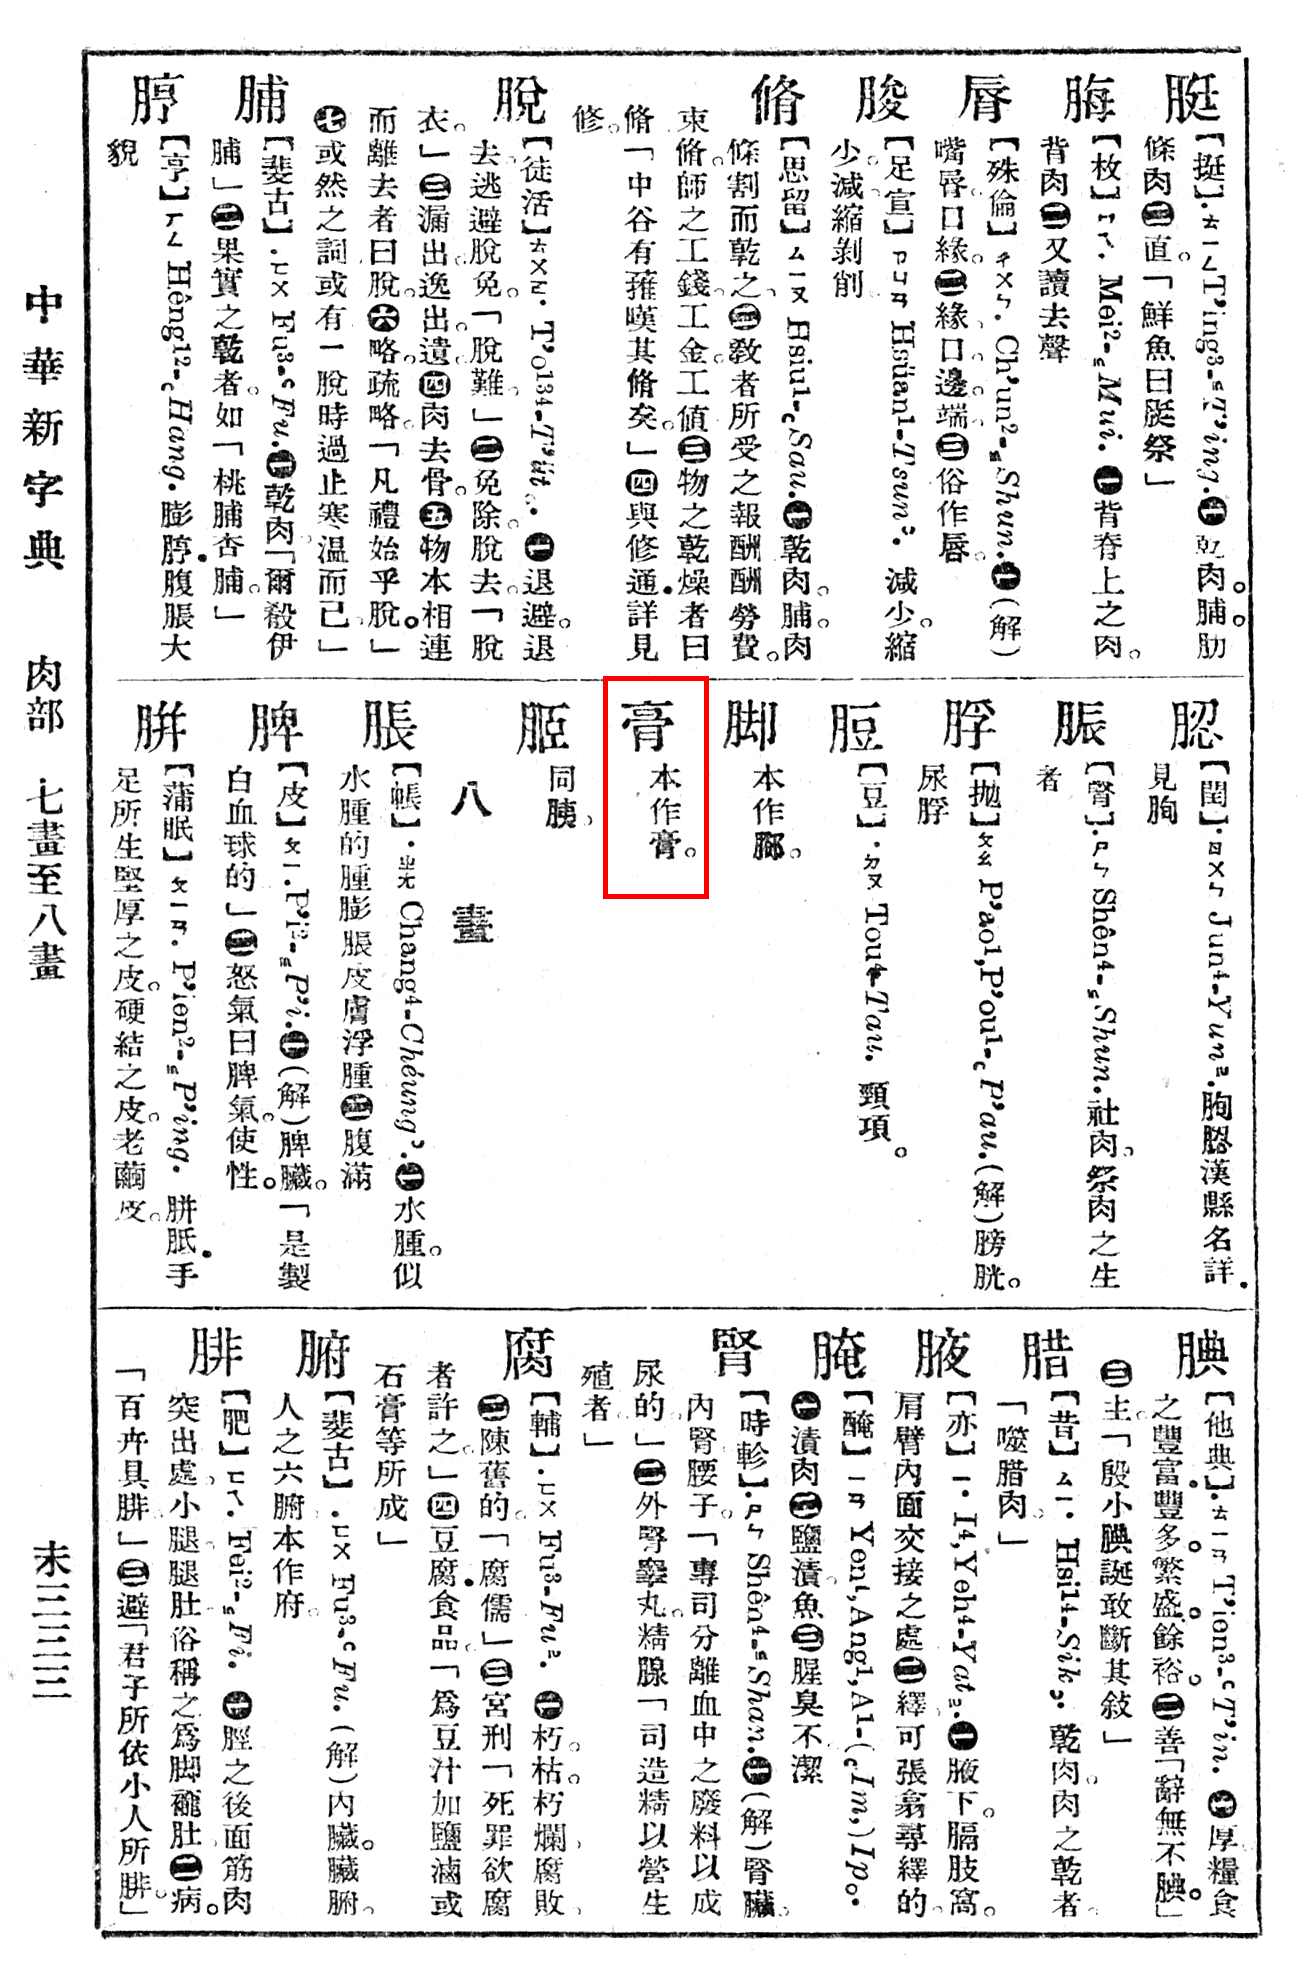 脡
【挺】.ㄊㄧㄥT'ing³-T'ing.㊀乾肉脯肋
條肉㊁直。「鮮魚曰脡祭」
脢
【枚】ㄇㄟ. Mei²-Mui. ㊀背脊上之肉。
背肉㊁又讀去聲
脣
【殊倫】ㄔㄨㄣ. Ch'un²-Shun.㊀(解)
嘴脣。口緣㊁緣口。邊端㊂俗作唇。
脧
【足宣】ㄗㄩㄢ Hsüan¹-Tsun³. 減少。縮
少。減縮剝削
脩
【思留】ㄙㄧㄡ Hsiu¹-Sau.㊀乾肉。脯肉
條割而乾之㊁敎者所受之報酬酬勞費。
束脩。師之工錢。工金。工値㊂物之乾燥者曰
脩「中谷有蓷嘆其脩矣。」㊃與修通。詳見
修。
脫
【徒活】ㄊㄨㄛ. T'o¹³⁴-T'üt. ㊀退避。退
去逃避脫免。「脫難」㊁免除。脫去。「脫
衣。」㊂漏出。逸出。遺㊃肉去骨。㊄物本相連
而離去者曰脫。㊅略。疏略。「凡禮始乎脫。」
㊆或然之詞或有「脫時過止寒溫而已」
脯
【斐古】.ㄈㄨ Fu³-Fu.㊀乾肉。「爾殺伊
脯」㊁果實之乾者。如「桃脯杏脯。」
脝
【亨】ㄏㄥ Hêng¹²-Hang. 膨脝腹脹大
貌
䏰
【閏】.ㄖㄨㄣ Jun⁴-Yun². 朐䏰漢縣名詳
見朐
脤
【腎】.ㄕㄣ Shên⁴-Shun. 社肉。祭肉之生
者
脬
【抛】ㄆㄠ P'ao¹, P'ou¹-P'au.(解)膀胱。
尿脬
脰
【豆】.ㄉㄡ Tou⁴-Tau. 頸項。
脚
本作腳。
膏
本作膏。
脜
同胰。
八畫
脹
【帳】.ㄓㄤ Chang⁴-Chéung³.㊀水腫。似
水腫的腫膨脹皮膚浮腫㊁腹滿
脾
【皮】ㄆㄧ. P'i²-P'i.㊀(解)脾臟。「是製
白血球的」㊁怒氣曰脾氣。使性。
胼
【蒲眠】ㄆㄧㄢ. P'ien²-P'ing. 胼胝手
足所生堅厚之皮。硬結之皮。老繭皮。
腆
【他典】.ㄊㄧㄢ T'ien³-T'in. ㊀厚糧食
之豐富豐多繁盛餘裕㊁善「辭無不腆。」
㊂主「殷小腆誕敢斷其敍」
腊
【昔】ㄙㄧ. Hsi¹⁴-Sik. 乾肉。肉之乾者。
「噬腊肉。」
腋
【亦】ㄧ. I⁴, Yeh⁴-Yat.㊀腋下。膈肢窩。
肩臂內面交接之處㊁繹可張翕尋繹的
腌
【醃】ㄧㄢ Yen¹, Ang¹, A¹-(Im,)Ip.
㊀漬肉㊁鹽漬魚㊂腥臭不潔
腎
【時軫】.ㄕㄣ Shên⁴-Shan.㊀(解)腎臟。
內腎腰子。「專司分離血中之廢料以成
尿的。」㊁外腎睾丸。精腺「司造精以營生
殖者」
腐
【輔】.ㄈㄨ Fu³-Fu². ㊀朽。枯。朽爛腐敗
㊁陳舊的。「腐儒」㊂宮刑「死罪欲腐
者許之。」㊃豆腐食品。「爲豆汁加鹽滷或
石膏等所成」
腑
【斐古】.ㄈㄨ Fu³-Fu.(解)內臟。臟腑。
人之六腑本作府。
腓
【肥】ㄈㄟ. Fei²-Fi. ㊀脛之後面筋肉
突出處。小腿腿肚俗稱之爲脚襱肚㊁病。
「百卉具腓。」㊂避「君子所依小人所腓。」
中華新字典 肉部 七畫至八畫 未三三三